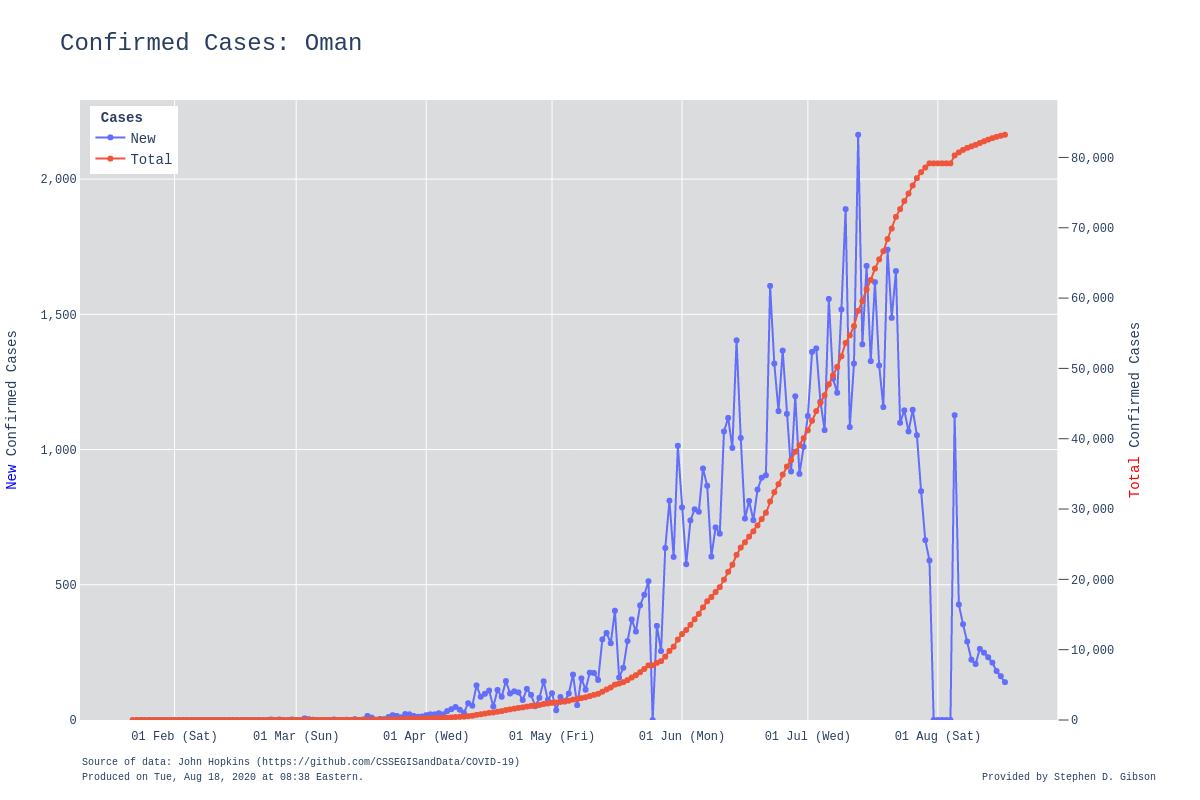 Confirmed Cases: Oman
Cases
New
Total
2,000
1,500
1,000
500
0
80,000
70,000
60,000
50,000
40,000
30,000
20,000
10,000
0
New Confirmed Cases
Total Confirmed Cases
01 Feb (Sat) 01 Mar (Sun) 01 Apr (Wed) 01 May (Fri) 01 Jun (Mon) 01 Jul (Wed) 01 Aug (Sat)
Source of data: John Hopkins (https://github.com/CSSEGISandData/COVID-19)
Produced on Tue, Aug 18, 2020 at 08:38 Eastern.
Provided by Stephen D. Gibson